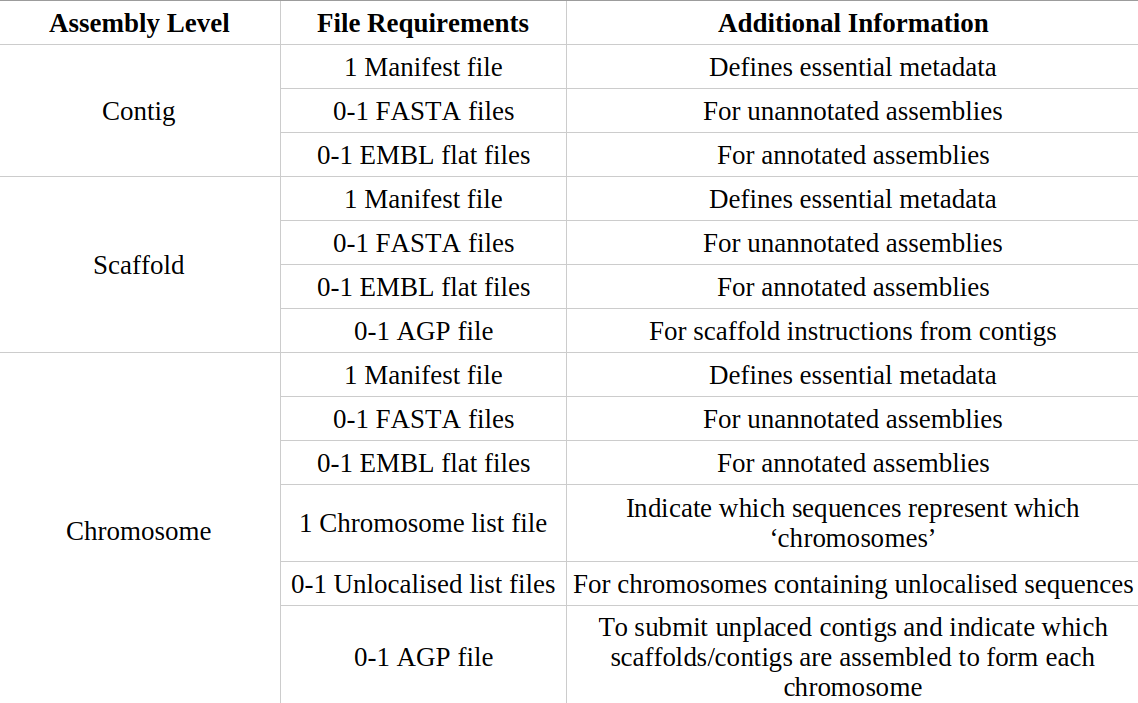 Assembly Level File Requirements Additional Information
Contig
1 Manifest file Defines essential metadata
0-1 FASTA files For unannotated assemblies
0-1 EMBL flat files For annotated assemblies
Scaffold
1 Manifest file Defines essential metadata
0-1 FASTA files For unannotated assemblies
0-1 EMBL flat files For annotated assemblies
0-1 AGP file For scaffold instructions from contigs
Chromosome
1 Manifest file Defines essential metadata
0-1 FASTA files For unannotated assemblies
0-1 EMBL flat files For annotated assemblies
1 Chromosome list file Indicate which sequences represent which
‘chromosomes’
0-1 Unlocalised list files For chromosomes containing unlocalised sequences
0-1 AGP file To submit unplaced contigs and indicate which
scaffolds/contigs are assembled to form each
chromosome